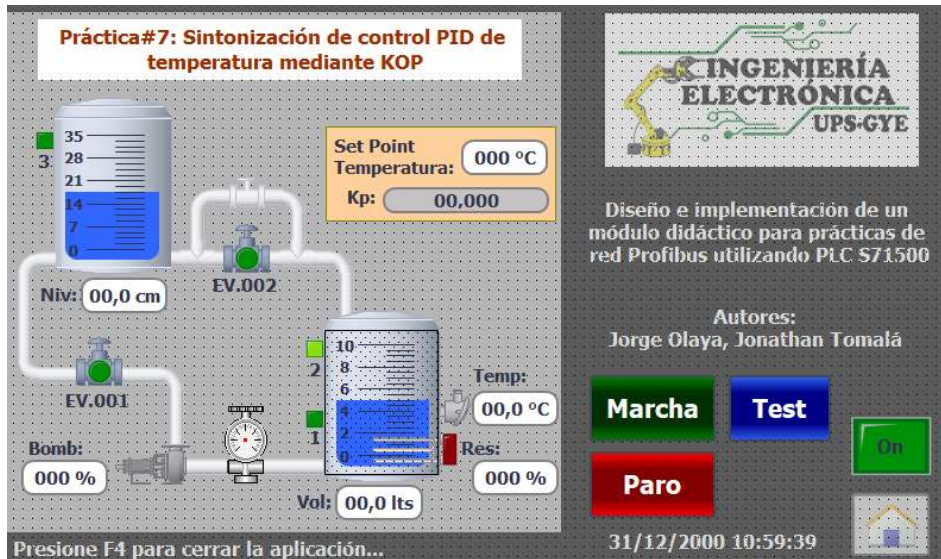 Práctica#7: Sintonización de control PID de
temperatura mediante KOP
INGENIERÍA
ELECTRÓNICA
UPS-GYE
35
28
21
14
7
0
3
Set Point
Temperatura:
000 °C
Kp:
00,000
Diseño e implementación de un
módulo didáctico para prácticas de
red Profibus utilizando PLC S71500
Niv:
00,0 cm
EV.002
Autores:
Jorge Olaya, Jonathan Tomalá
10
8
6
4
2
0
2
1
EV.001
Temp:
00,0 °C
Marcha
Test
On
Bomb:
000 %
Res:
000 %
Paro
Vol:
00,0 lts
Presione F4 para cerrar la aplicación...
31/12/2000 10:59:39